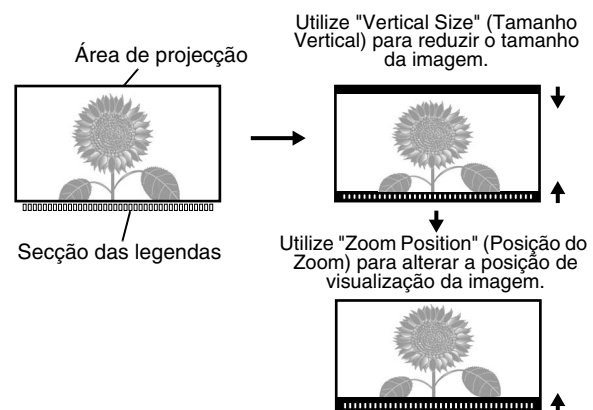 Área de projecção
Secção das legendas
Utilize "Vertical Size" (Tamanho
Vertical) para reduzir o tamanho
da imagem.
Utilize "Zoom Position" (Posição do
Zoom) para alterar a posição de
visualização da imagem.